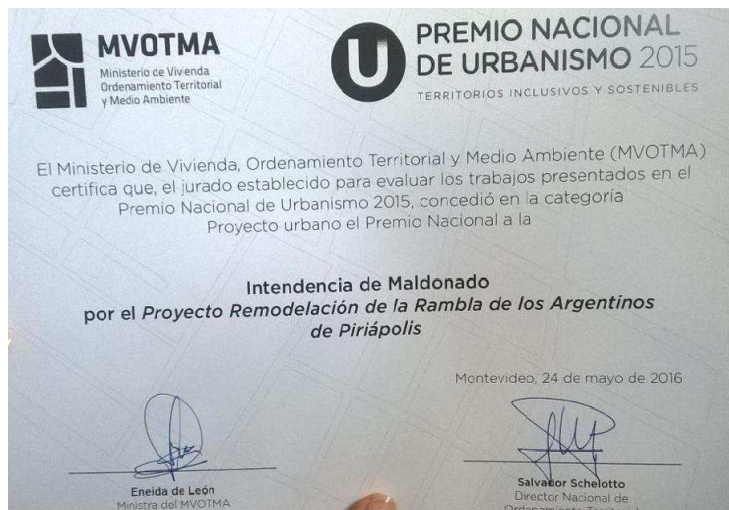 MVOTMA
Ministerio de Vivienda
Ordenamiento Territorial
y Medio Ambiente
U
PREMIO NACIONAL
DE URBANISMO 2015
TERRITORIOS INCLUSIVOS Y SOSTENIBLES
El Ministerio de Vivienda, Ordenamiento Territorial y Medio Ambiente (MVOTMA)
certifica que, el jurado establecido para evaluar los trabajos presentados en el
Premio Nacional de Urbanismo 2015, concedió en la categoría
Proyecto urbano el Premio Nacional a la
Intendencia de Maldonado
por el Proyecto Remodelación de la Rambla de los Argentinos
de Piriápolis
Montevideo, 24 de mayo de 2016
Eneida de León
Ministra del MVOTMA
Salvador Schelotto
Director Nacional de
Ordenamiento Territorial